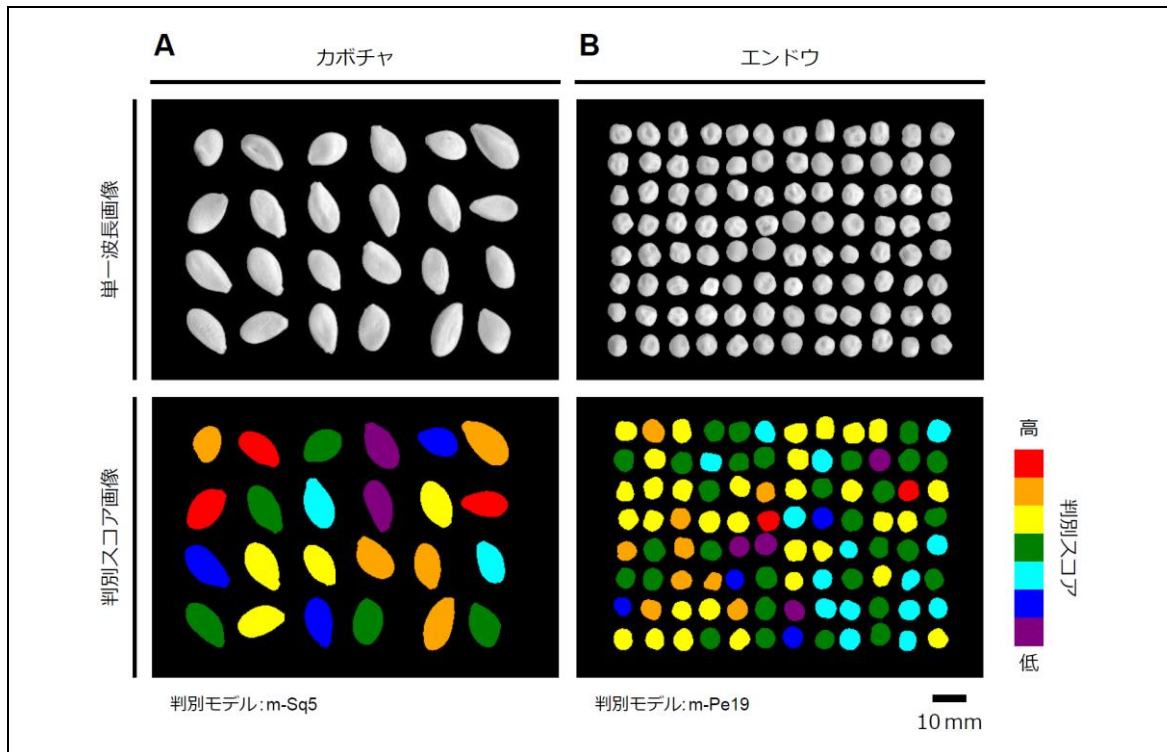 A
カボチャ
B
エンドウ
単一波長画像
判別スコア画像
高
判別スコア
低
判別モデル：m-Sq5
判別モデル：m-Pe19
10 mm